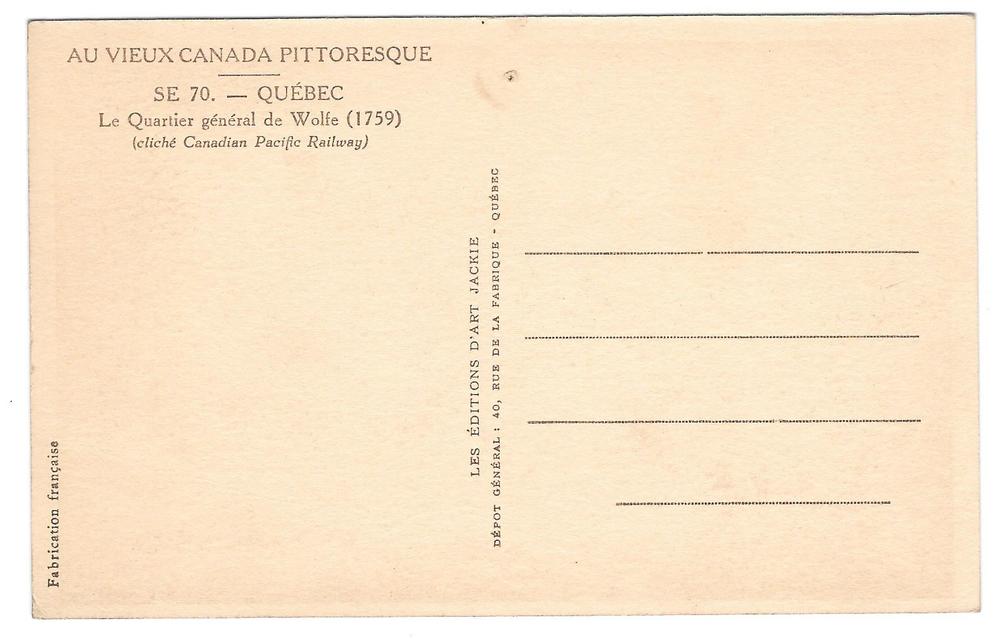 AU VIEUX CANADA PITTORESQUE
SE 70. — QUÉBEC
Le Quartier général de Wolfe (1759)
(cliché Canadian Pacific Railway)
LES ÉDITIONS D'ART JACKIE
DÉPOT GÉNÉRAL : 40, RUE DE LA FABRIQUE - QUÉBEC
Fabrication française